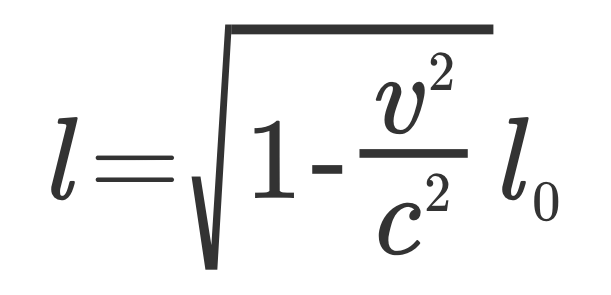 l = √(1 - v²/c²) l₀